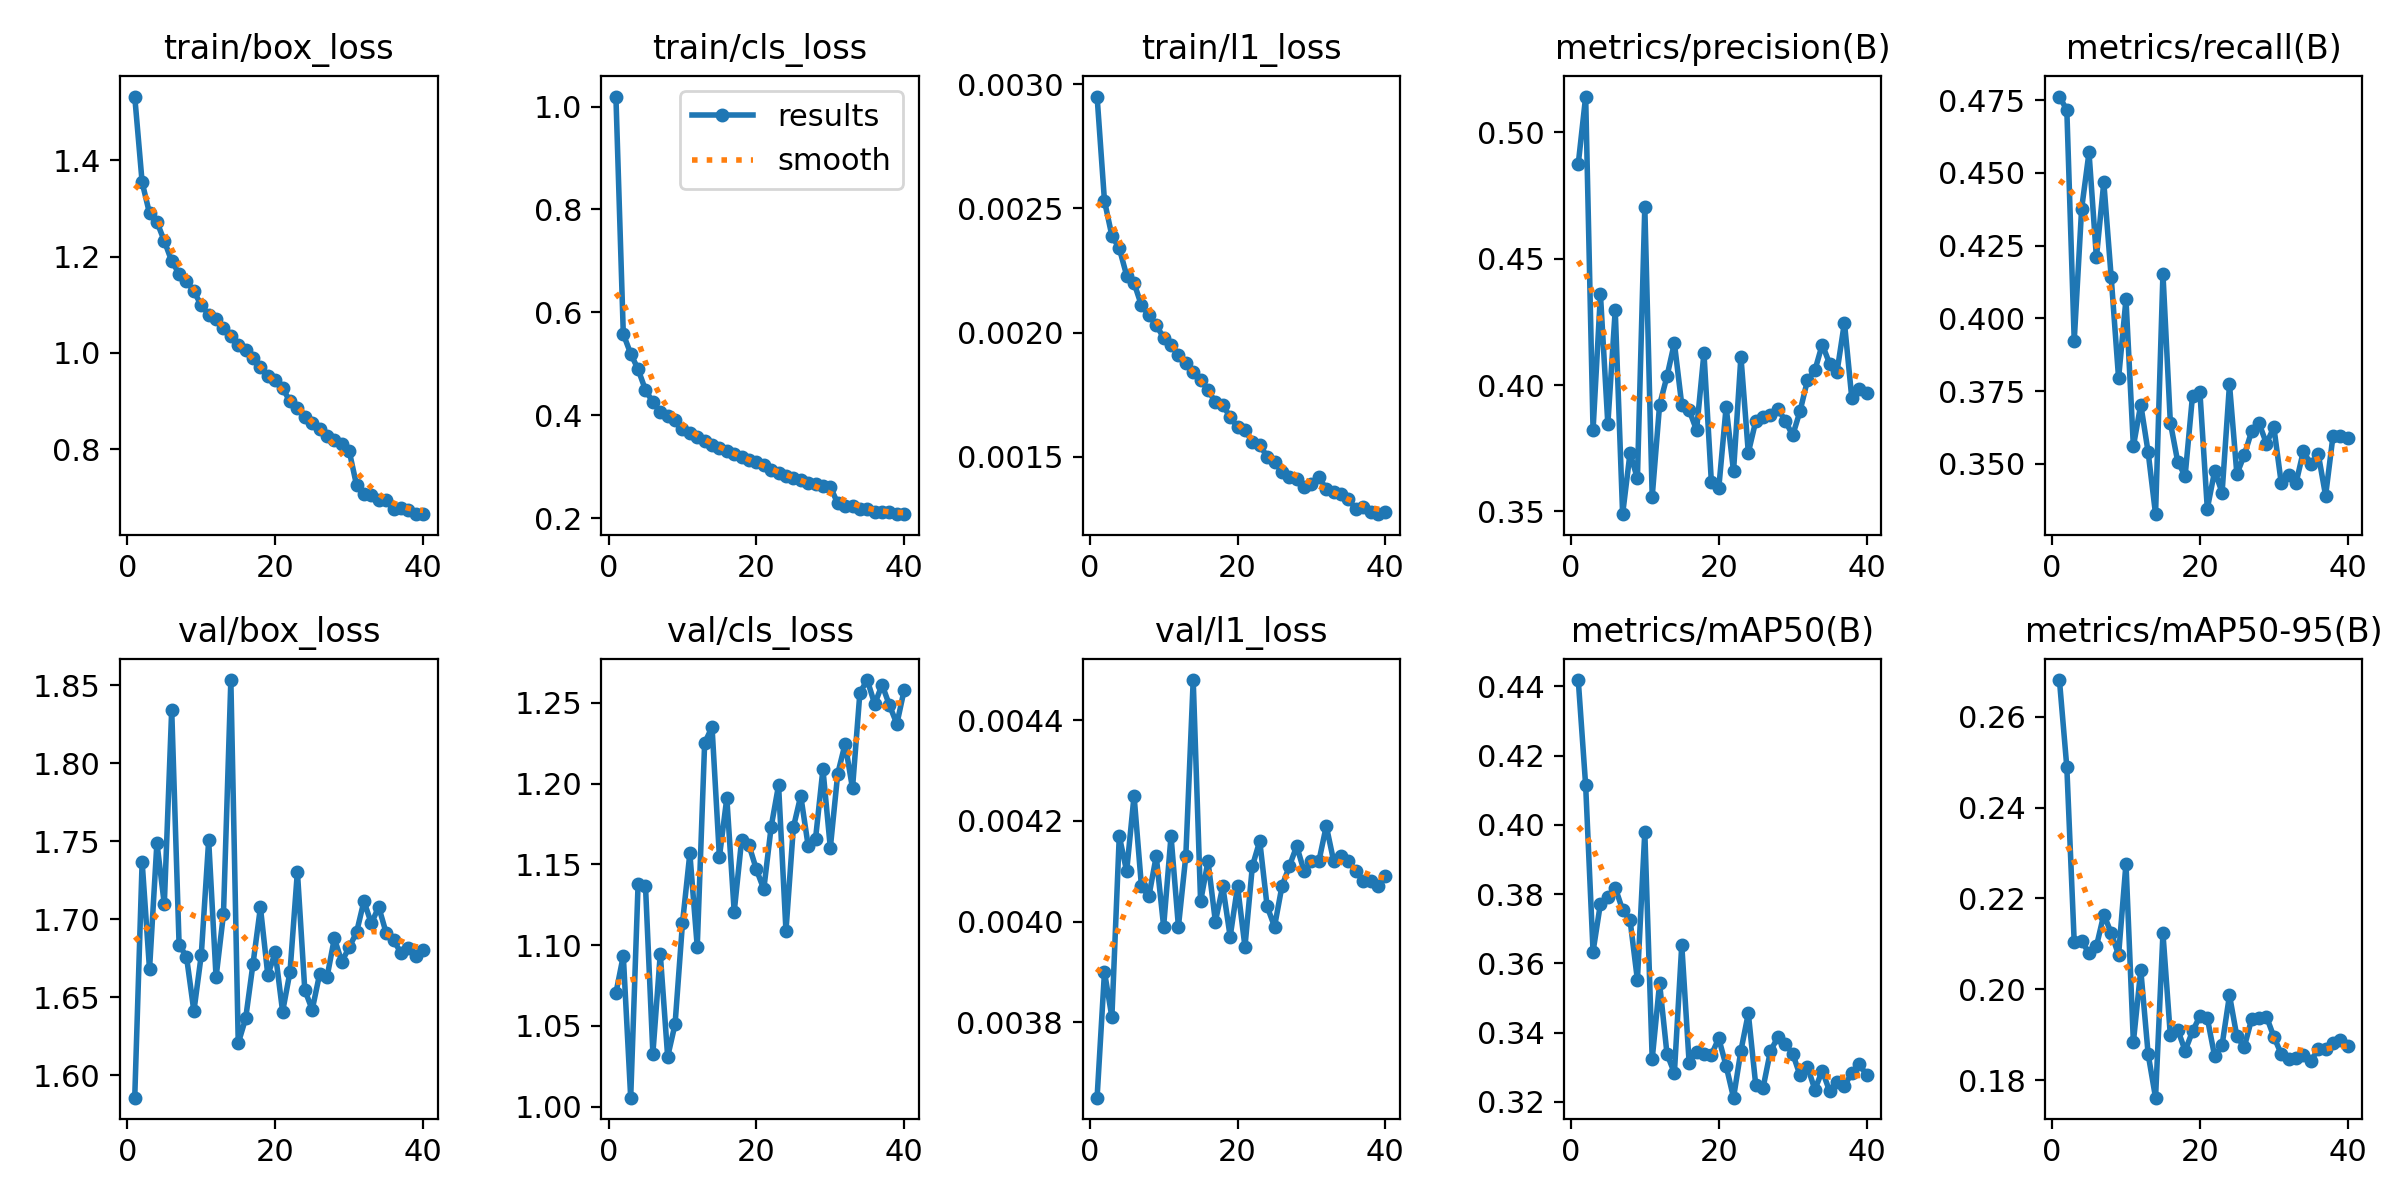 train/box_loss
1.4
1.2
1.0
0.8
0 20 40
train/cls_loss
results
smooth
1.0
0.8
0.6
0.4
0.2
0 20 40
train/l1_loss
0.0030
0.0025
0.0020
0.0015
0 20 40
metrics/precision(B)
0.50
0.45
0.40
0.35
0 20 40
metrics/recall(B)
0.475
0.450
0.425
0.400
0.375
0.350
0 20 40
val/box_loss
1.85
1.80
1.75
1.70
1.65
1.60
0 20 40
val/cls_loss
1.25
1.20
1.15
1.10
1.05
1.00
0 20 40
val/l1_loss
0.0044
0.0042
0.0040
0.0038
0 20 40
metrics/mAP50(B)
0.44
0.42
0.40
0.38
0.36
0.34
0.32
0 20 40
metrics/mAP50-95(B)
0.26
0.24
0.22
0.20
0.18
0 20 40